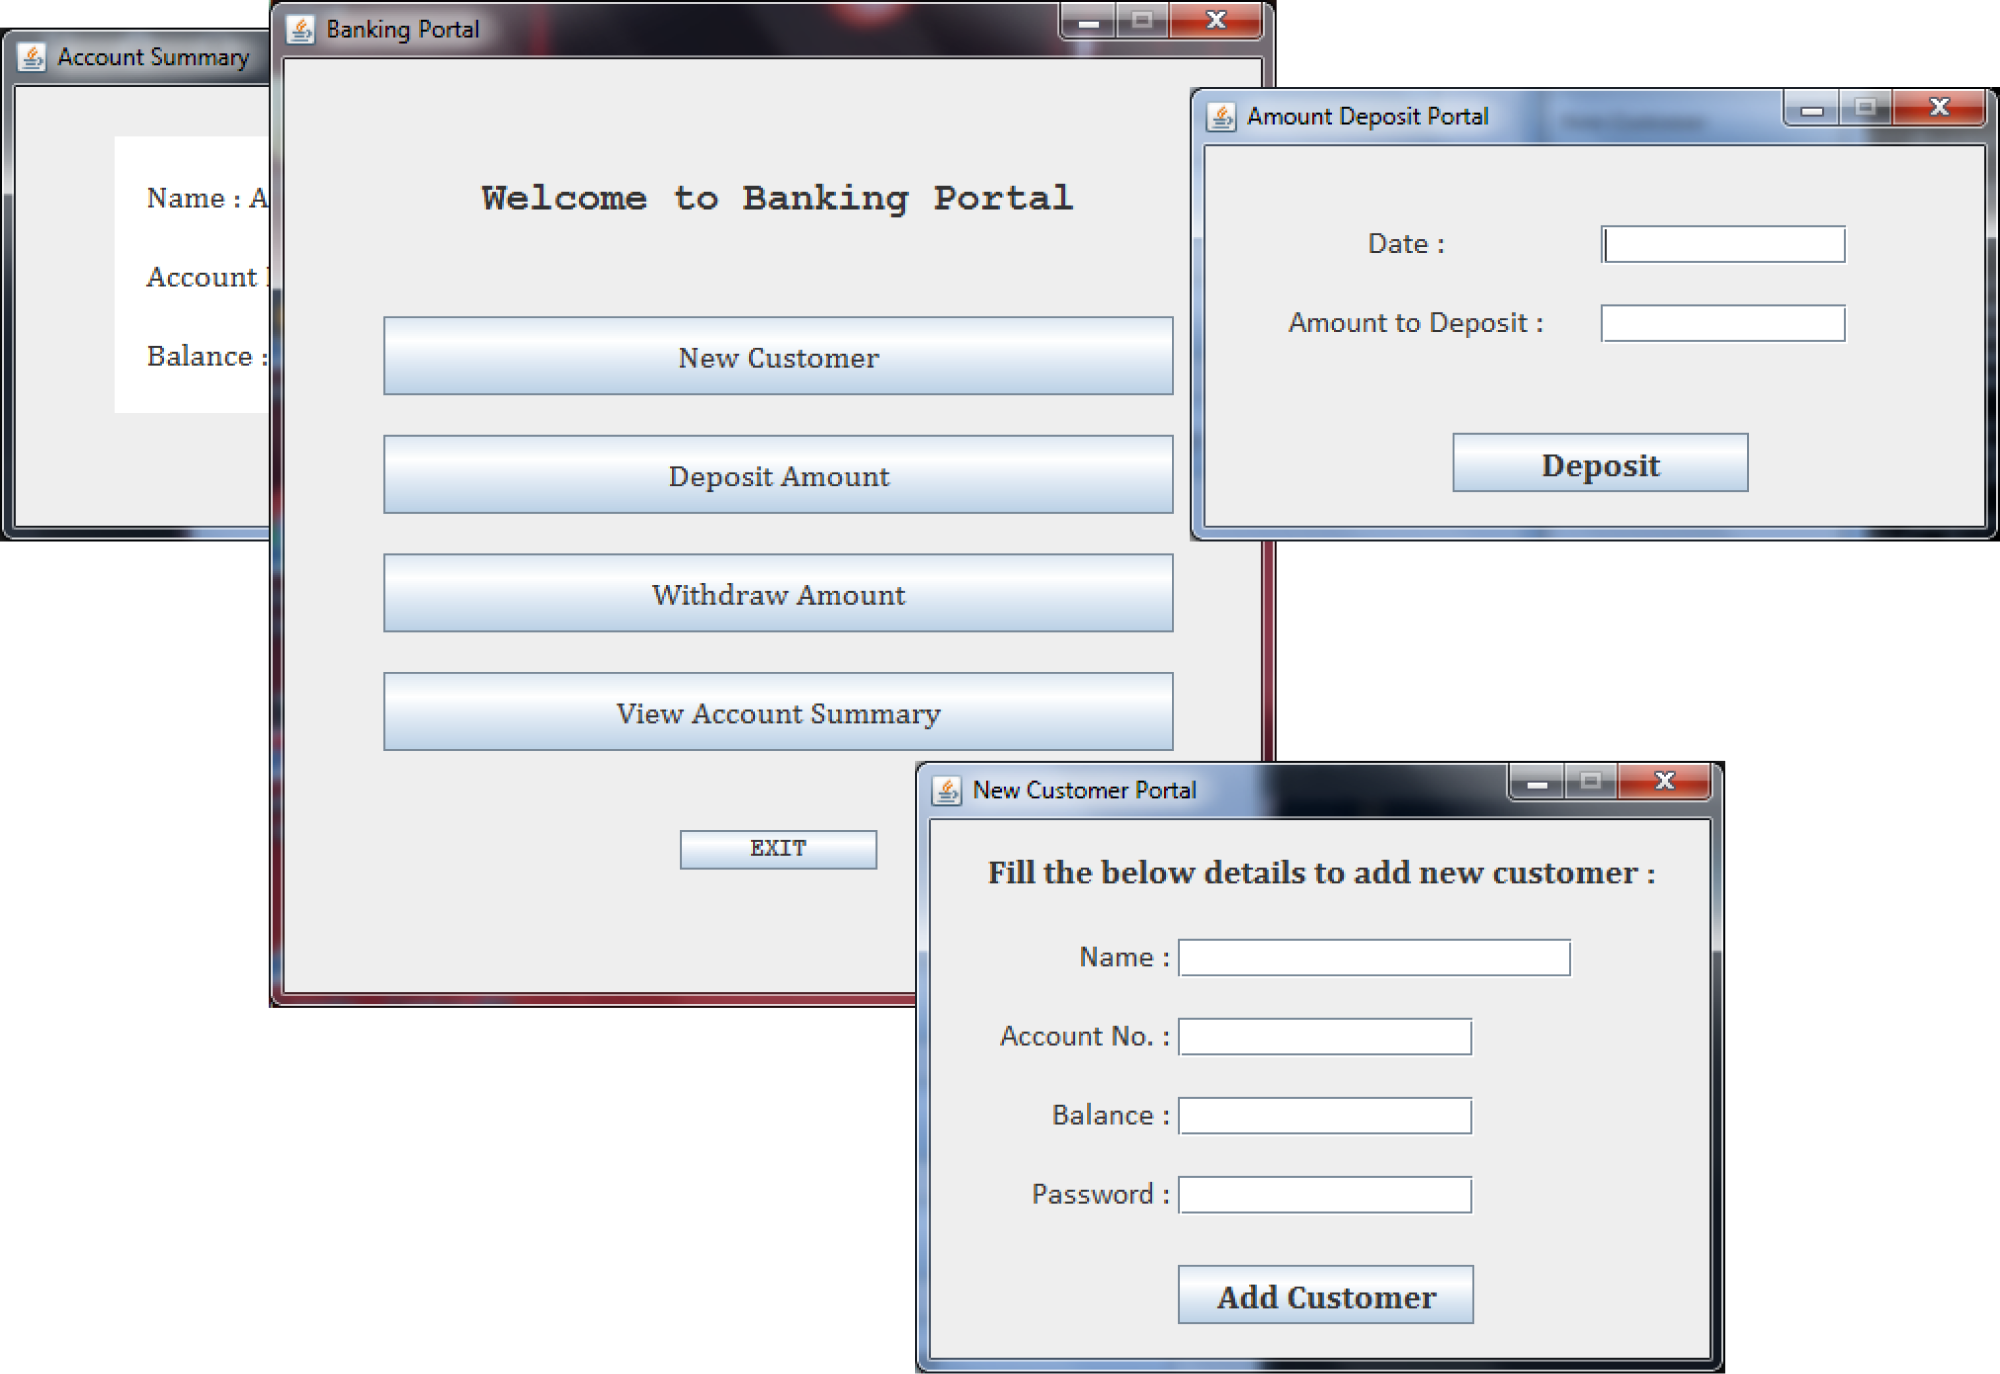 Account Summary
Name : A
Account
Balance :
Banking Portal
Welcome to Banking Portal
New Customer
Deposit Amount
Withdraw Amount
View Account Summary
EXIT
Amount Deposit Portal
Date :
Amount to Deposit :
Deposit
New Customer Portal
Fill the below details to add new customer :
Name :
Account No. :
Balance :
Password :
Add Customer